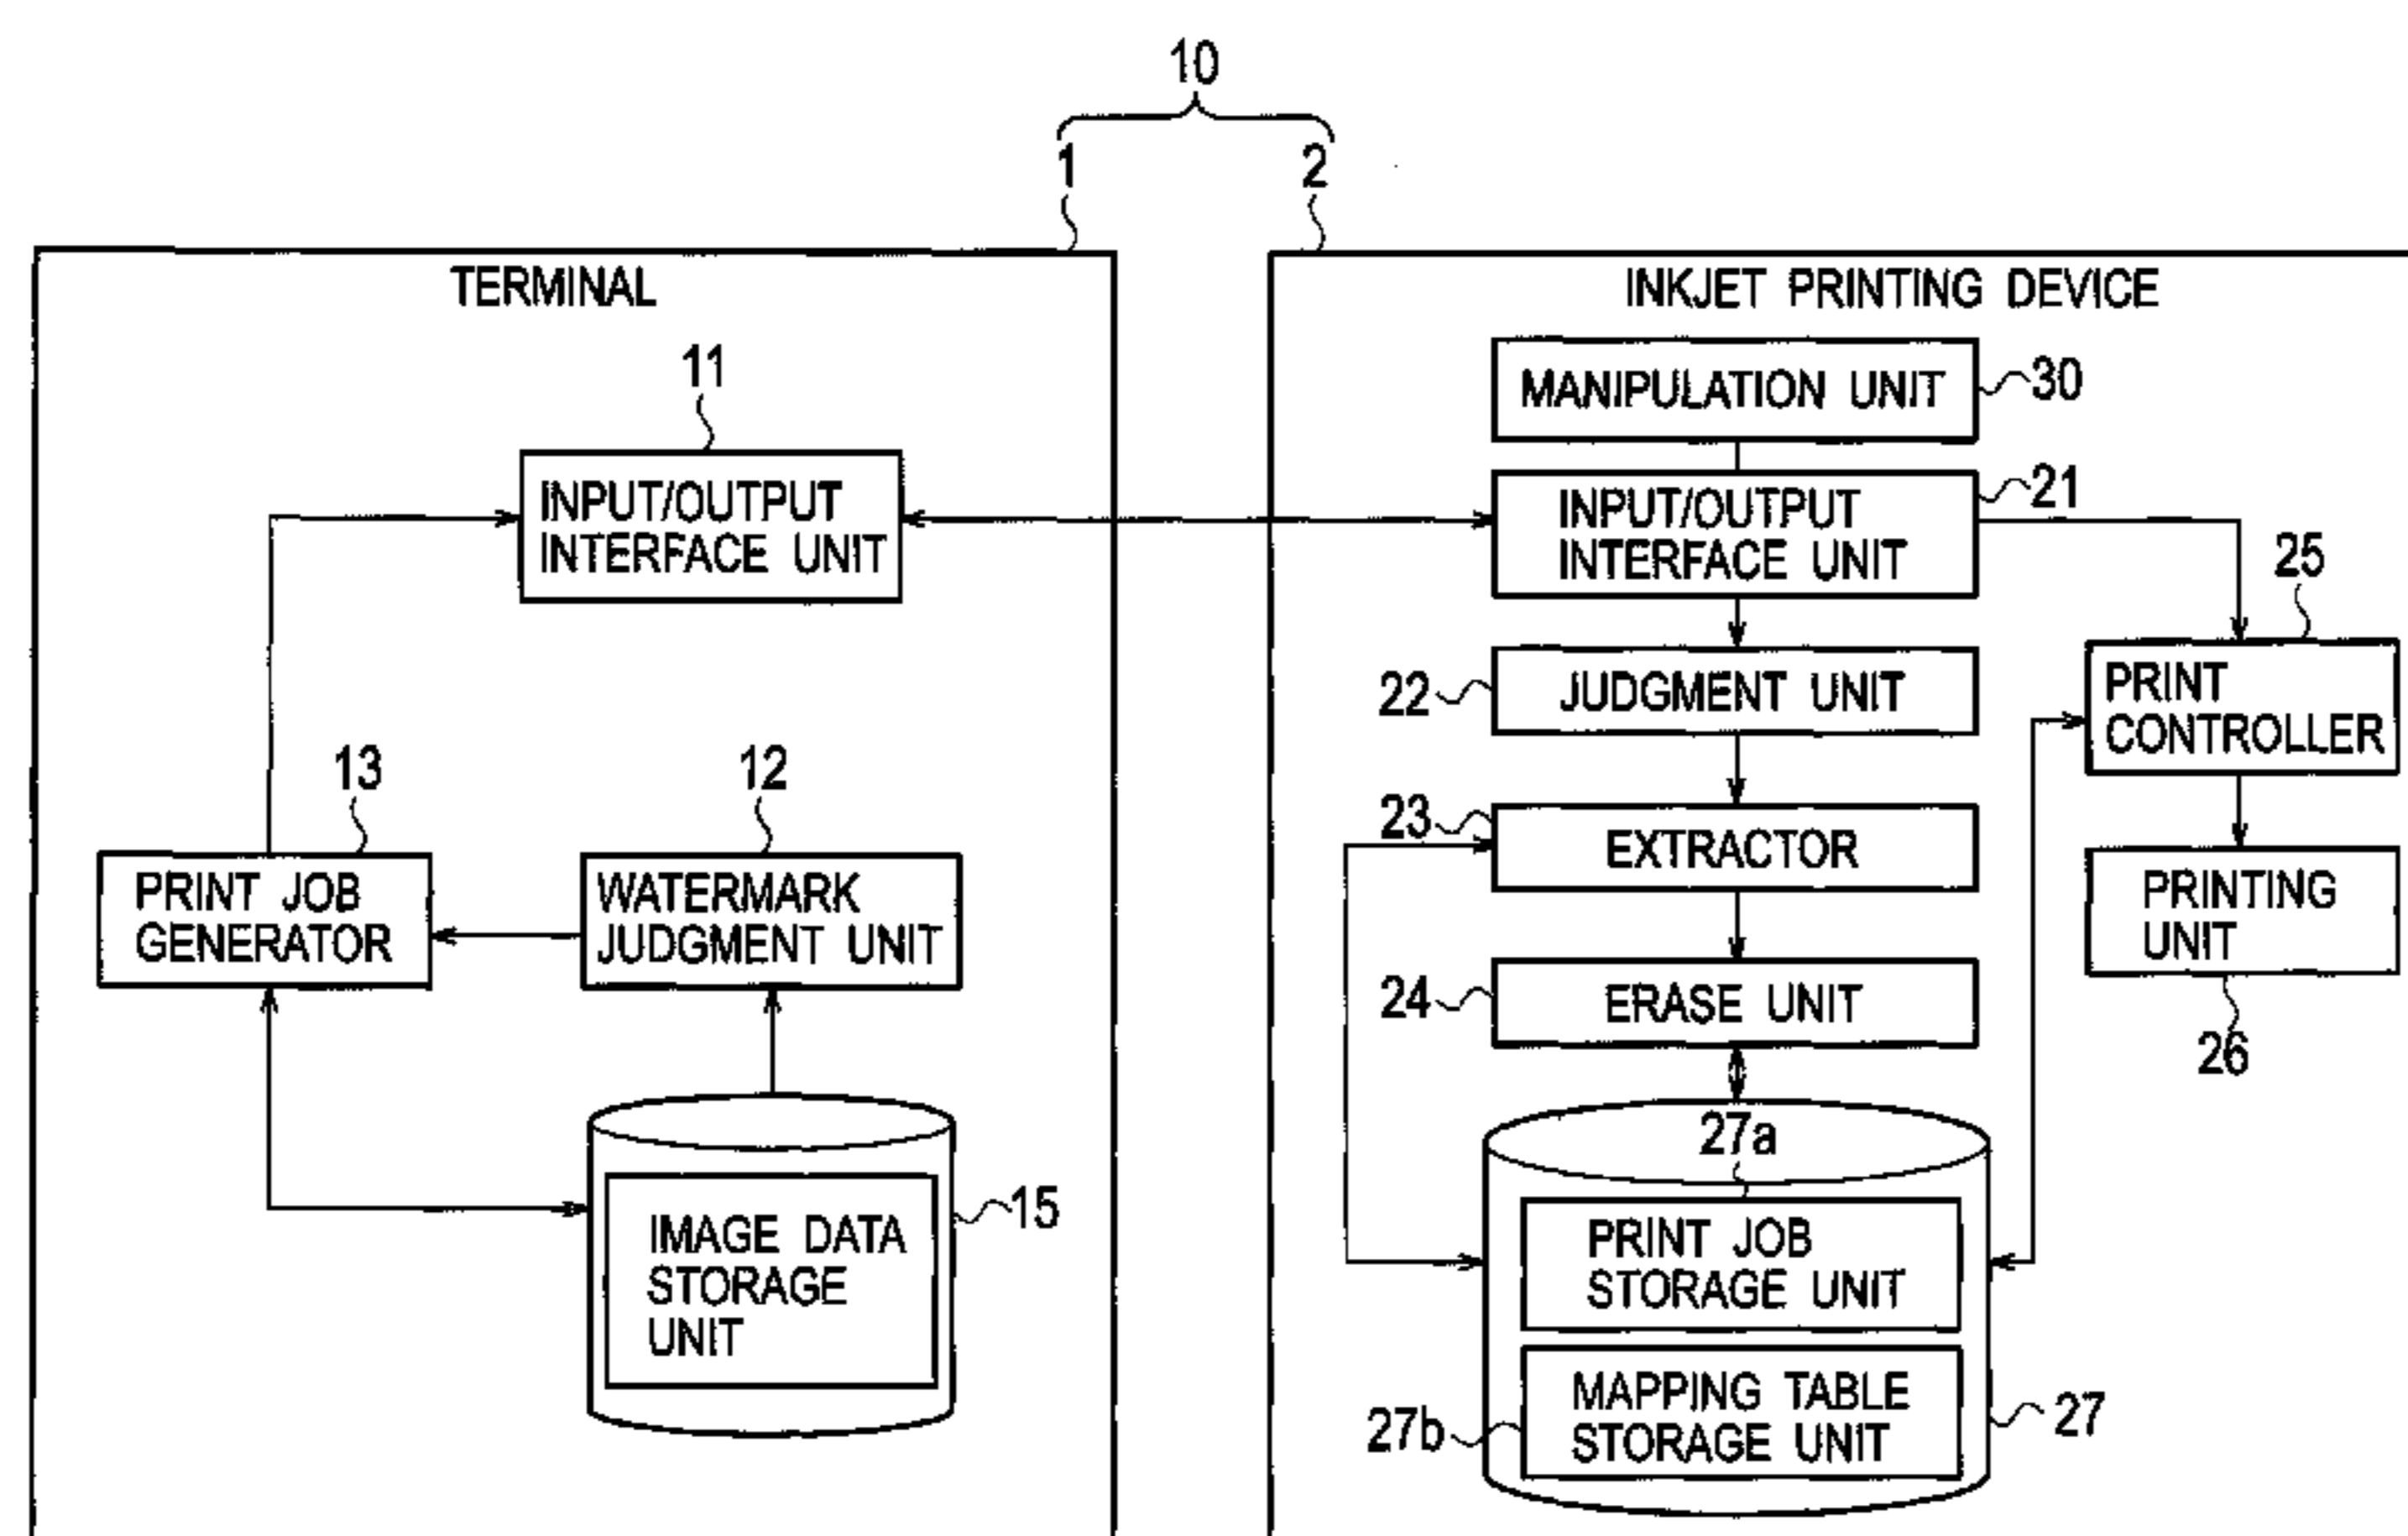 10
1
2
TERMINAL
11
INPUT/OUTPUT
INTERFACE UNIT
13
PRINT JOB
GENERATOR
12
WATERMARK
JUDGMENT UNIT
IMAGE DATA
STORAGE
UNIT
15
INKJET PRINTING DEVICE
MANIPULATION UNIT
30
INPUT/OUTPUT
INTERFACE UNIT
21
22
JUDGMENT UNIT
25
PRINT
CONTROLLER
23
EXTRACTOR
PRINTING
UNIT
26
24
ERASE UNIT
27a
PRINT JOB
STORAGE UNIT
27b
MAPPING TABLE
STORAGE UNIT
27